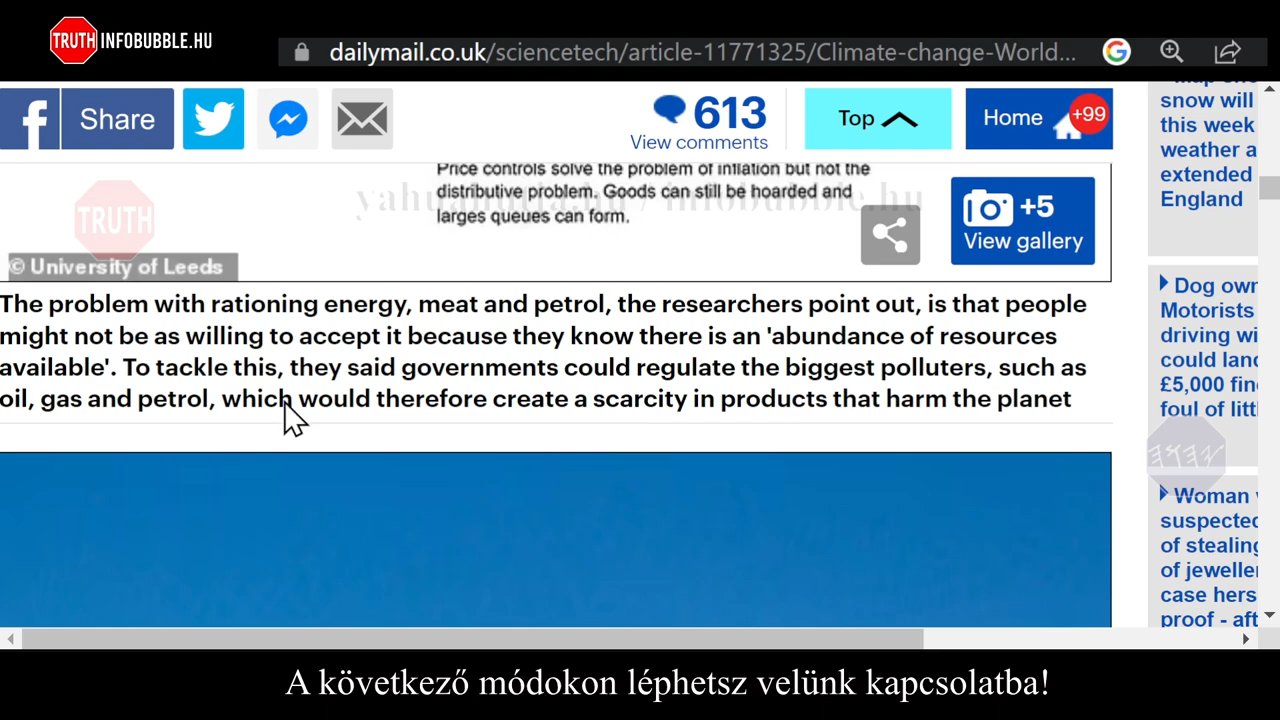 TRUTH INFOBUBBLE.HU
dailymail.co.uk/sciencetech/article-11771325/Climate-change-World...
Share
613
View comments
Top
Home
+99
snow will
this week
weather a
extended
England
Price controls solve the problem of inflation but not the
distributive problem. Goods can still be hoarded and
larges queues can form.
yahuahuda.hu / infobubble.hu
TRUTH
+5
View gallery
© University of Leeds
The problem with rationing energy, meat and petrol, the researchers point out, is that people
might not be as willing to accept it because they know there is an 'abundance of resources
available'. To tackle this, they said governments could regulate the biggest polluters, such as
oil, gas and petrol, which would therefore create a scarcity in products that harm the planet
Dog owr
Motorists
driving wi
could lanc
£5,000 fin
foul of litt
Woman
suspected
of stealing
of jeweller
case hers
proof - aft
A következő módokon léphetsz velünk kapcsolatba!